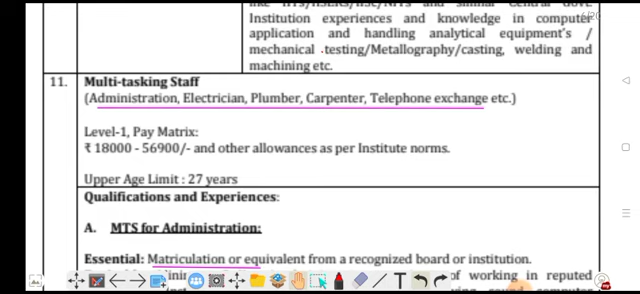 Institution experiences and knowledge in computer
application and handling analytical equipment's /
mechanical testing/Metallography/casting, welding and
machining etc.
11. Multi-tasking Staff
(Administration, Electrician, Plumber, Carpenter, Telephone exchange etc.)
Level-1, Pay Matrix:
₹ 18000 - 56900/- and other allowances as per Institute norms.
Upper Age Limit : 27 years
Qualifications and Experiences:
A. MTS for Administration:
Essential: Matriculation or equivalent from a recognized board or institution.
of working in reputed